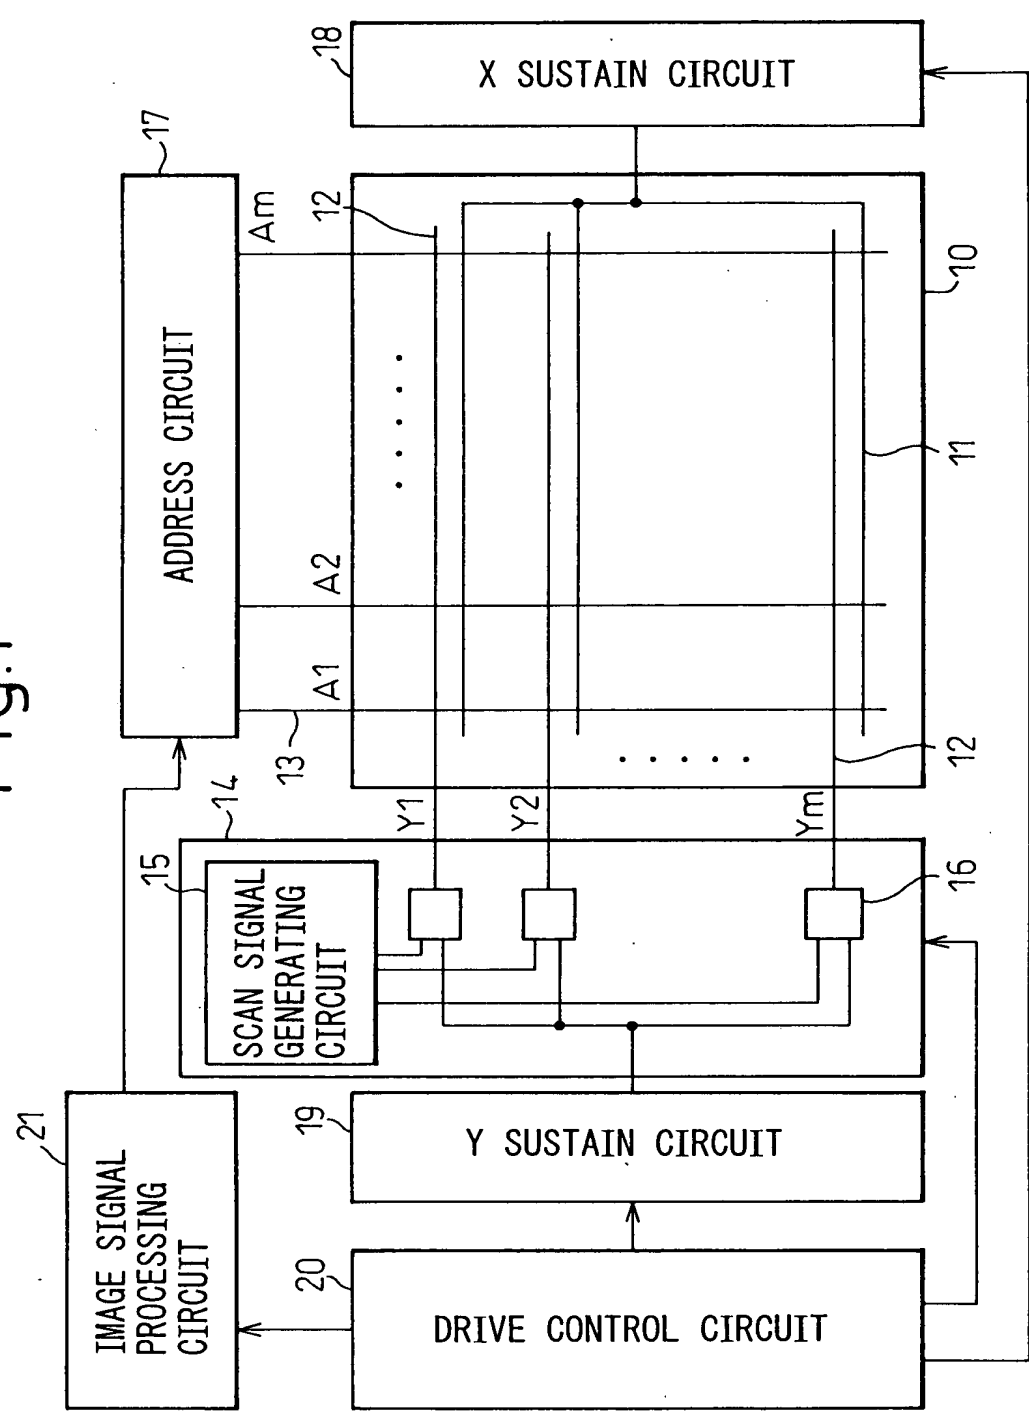 Fig.1
21
IMAGE SIGNAL
PROCESSING
CIRCUIT
17
ADDRESS CIRCUIT
14
15
SCAN SIGNAL
GENERATING
CIRCUIT
13
A1
A2
Am
20
DRIVE CONTROL CIRCUIT
19
Y SUSTAIN CIRCUIT
Y1
Y2
Ym
12
18
X SUSTAIN CIRCUIT
16
12
11
10